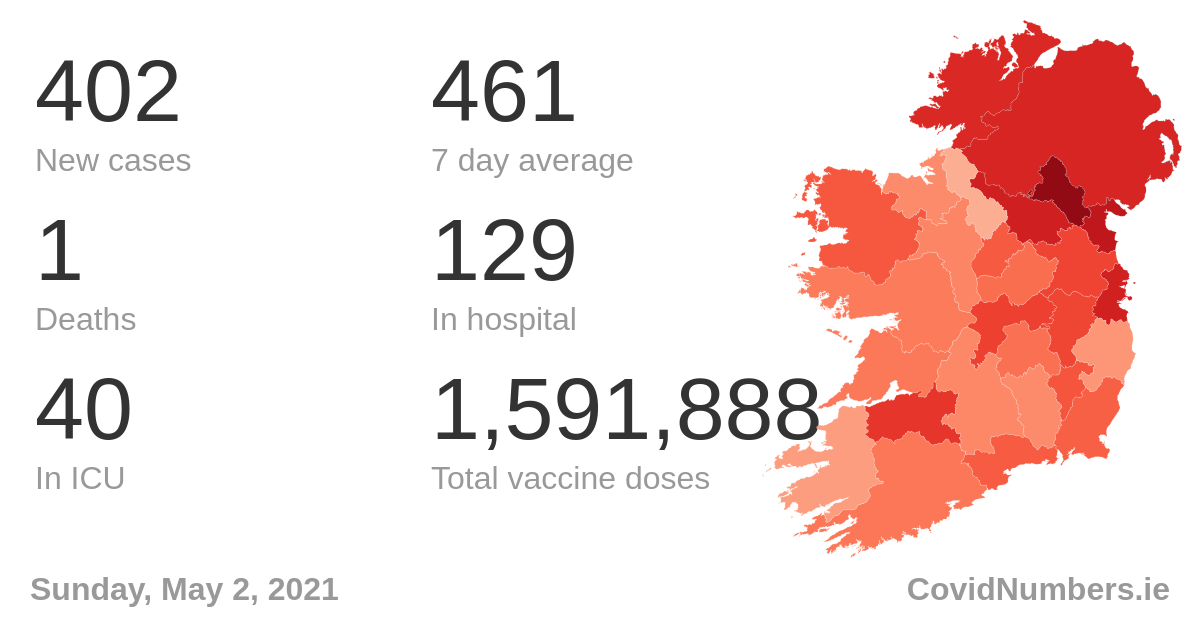 402
New cases
461
7 day average
1
Deaths
129
In hospital
40
In ICU
1,591,888
Total vaccine doses
Sunday, May 2, 2021
CovidNumbers.ie